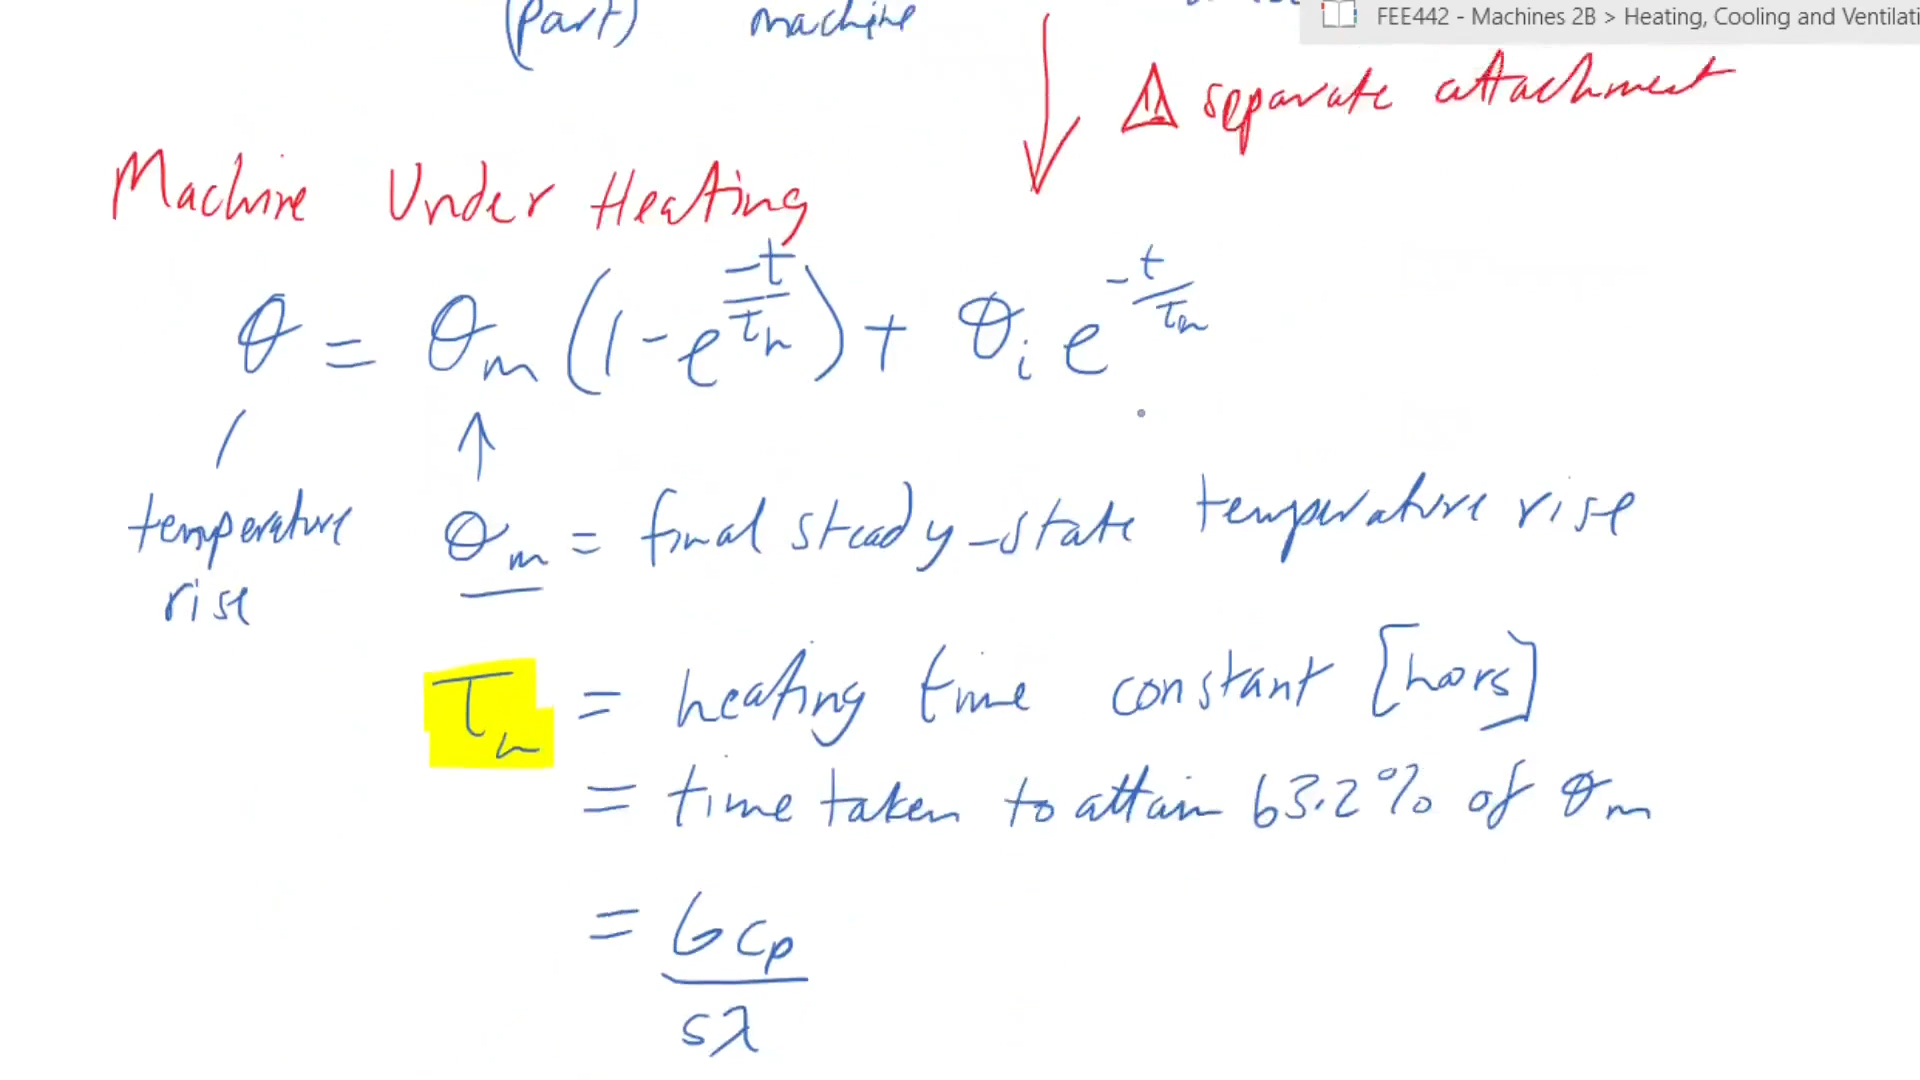 (part) machine
FEE442 - Machines 2B > Heating, Cooling and Ventilati
⚠ separate attachment
Machine Under Heating
θ = θm (1 - e^(-t/τh)) + θi e^(-t/τh)
temperature rise
θm = final steady-state temperature rise
τh = heating time constant [hours]
= time taken to attain 63.2% of θm
= G cp / sλ